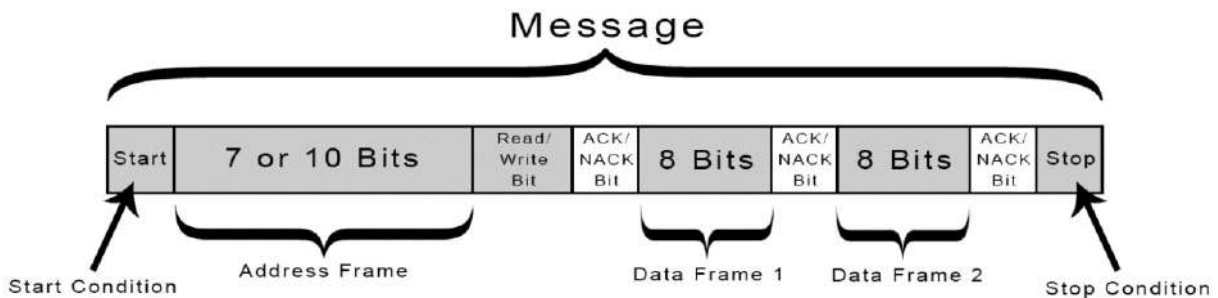 Message
Start
7 or 10 Bits
Read/
Write
Bit
ACK/
NACK
Bit
8 Bits
ACK/
NACK
Bit
8 Bits
ACK/
NACK
Bit
Stop
Start Condition
Address Frame
Data Frame 1
Data Frame 2
Stop Condition